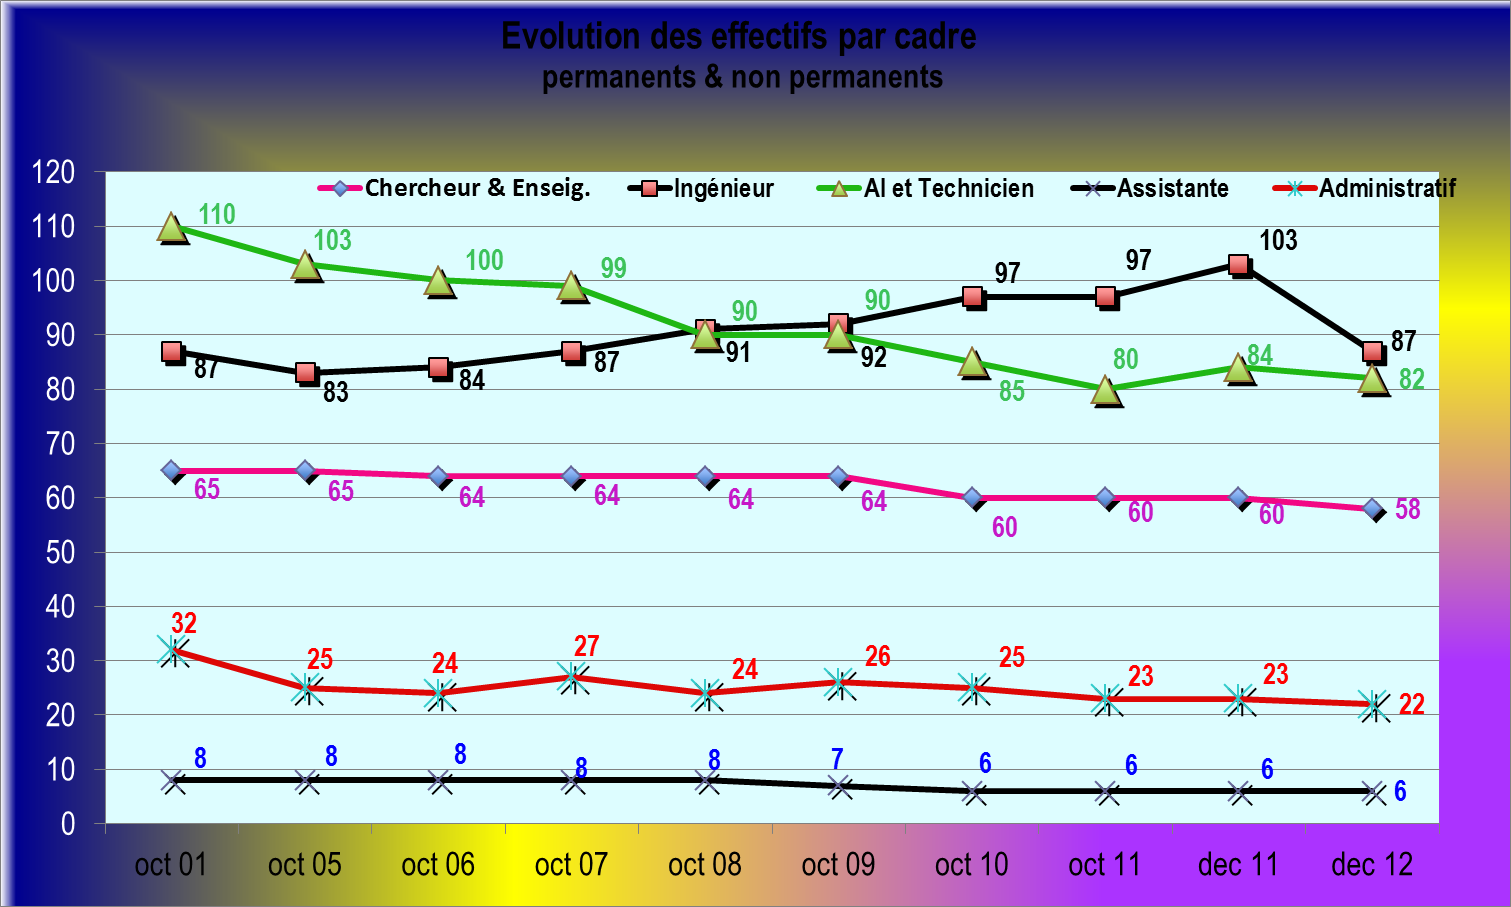 Evolution des effectifs par cadre
permanents & non permanents
Chercheur & Enseig. Ingénieur AI et Technicien Assistante Administratif
120
110
100
90
80
70
60
50
40
30
20
10
0
110 103 100 99 90 90 85 80 84 82
87 83 84 87 91 92 97 97 103 87
65 65 64 64 64 64 60 60 60 58
32 25 24 27 24 26 25 23 23 22
8 8 8 8 8 7 6 6 6 6
oct 01 oct 05 oct 06 oct 07 oct 08 oct 09 oct 10 oct 11 dec 11 dec 12